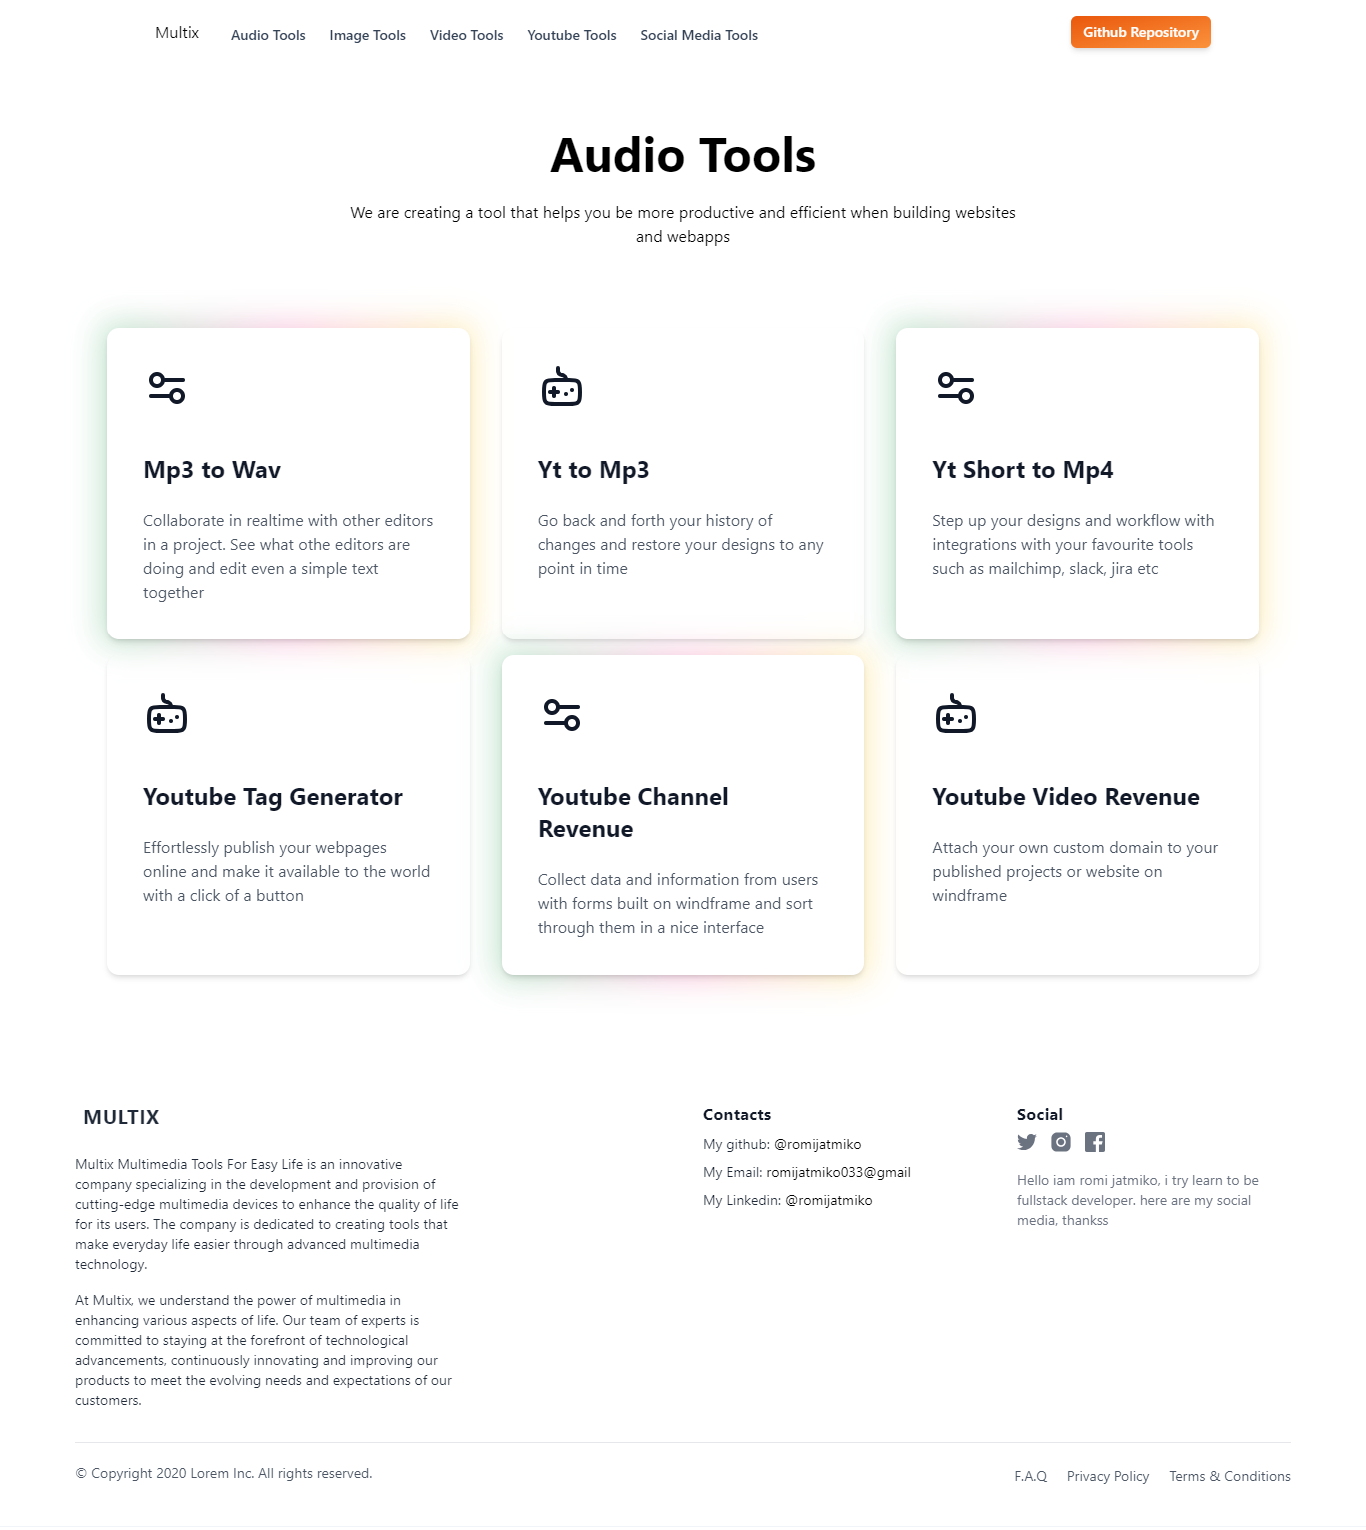 Multix
Audio Tools
Image Tools
Video Tools
Youtube Tools
Social Media Tools
Github Repository
Audio Tools
We are creating a tool that helps you be more productive and efficient when building websites
and webapps
Mp3 to Wav
Collaborate in realtime with other editors
in a project. See what othe editors are
doing and edit even a simple text
together
Yt to Mp3
Go back and forth your history of
changes and restore your designs to any
point in time
Yt Short to Mp4
Step up your designs and workflow with
integrations with your favourite tools
such as mailchimp, slack, jira etc
Youtube Tag Generator
Effortlessly publish your webpages
online and make it available to the world
with a click of a button
Youtube Channel
Revenue
Collect data and information from users
with forms built on windframe and sort
through them in a nice interface
Youtube Video Revenue
Attach your own custom domain to your
published projects or website on
windframe
MULTIX
Multix Multimedia Tools For Easy Life is an innovative
company specializing in the development and provision of
cutting-edge multimedia devices to enhance the quality of life
for its users. The company is dedicated to creating tools that
make everyday life easier through advanced multimedia
technology.
At Multix, we understand the power of multimedia in
enhancing various aspects of life. Our team of experts is
committed to staying at the forefront of technological
advancements, continuously innovating and improving our
products to meet the evolving needs and expectations of our
customers.
Contacts
My github: @romijatmiko
My Email: romijatmiko033@gmail
My Linkedin: @romijatmiko
Social
Hello iam romi jatmiko, i try learn to be
fullstack developer. here are my social
media, thankss
© Copyright 2020 Lorem Inc. All rights reserved.
F.A.Q
Privacy Policy
Terms & Conditions